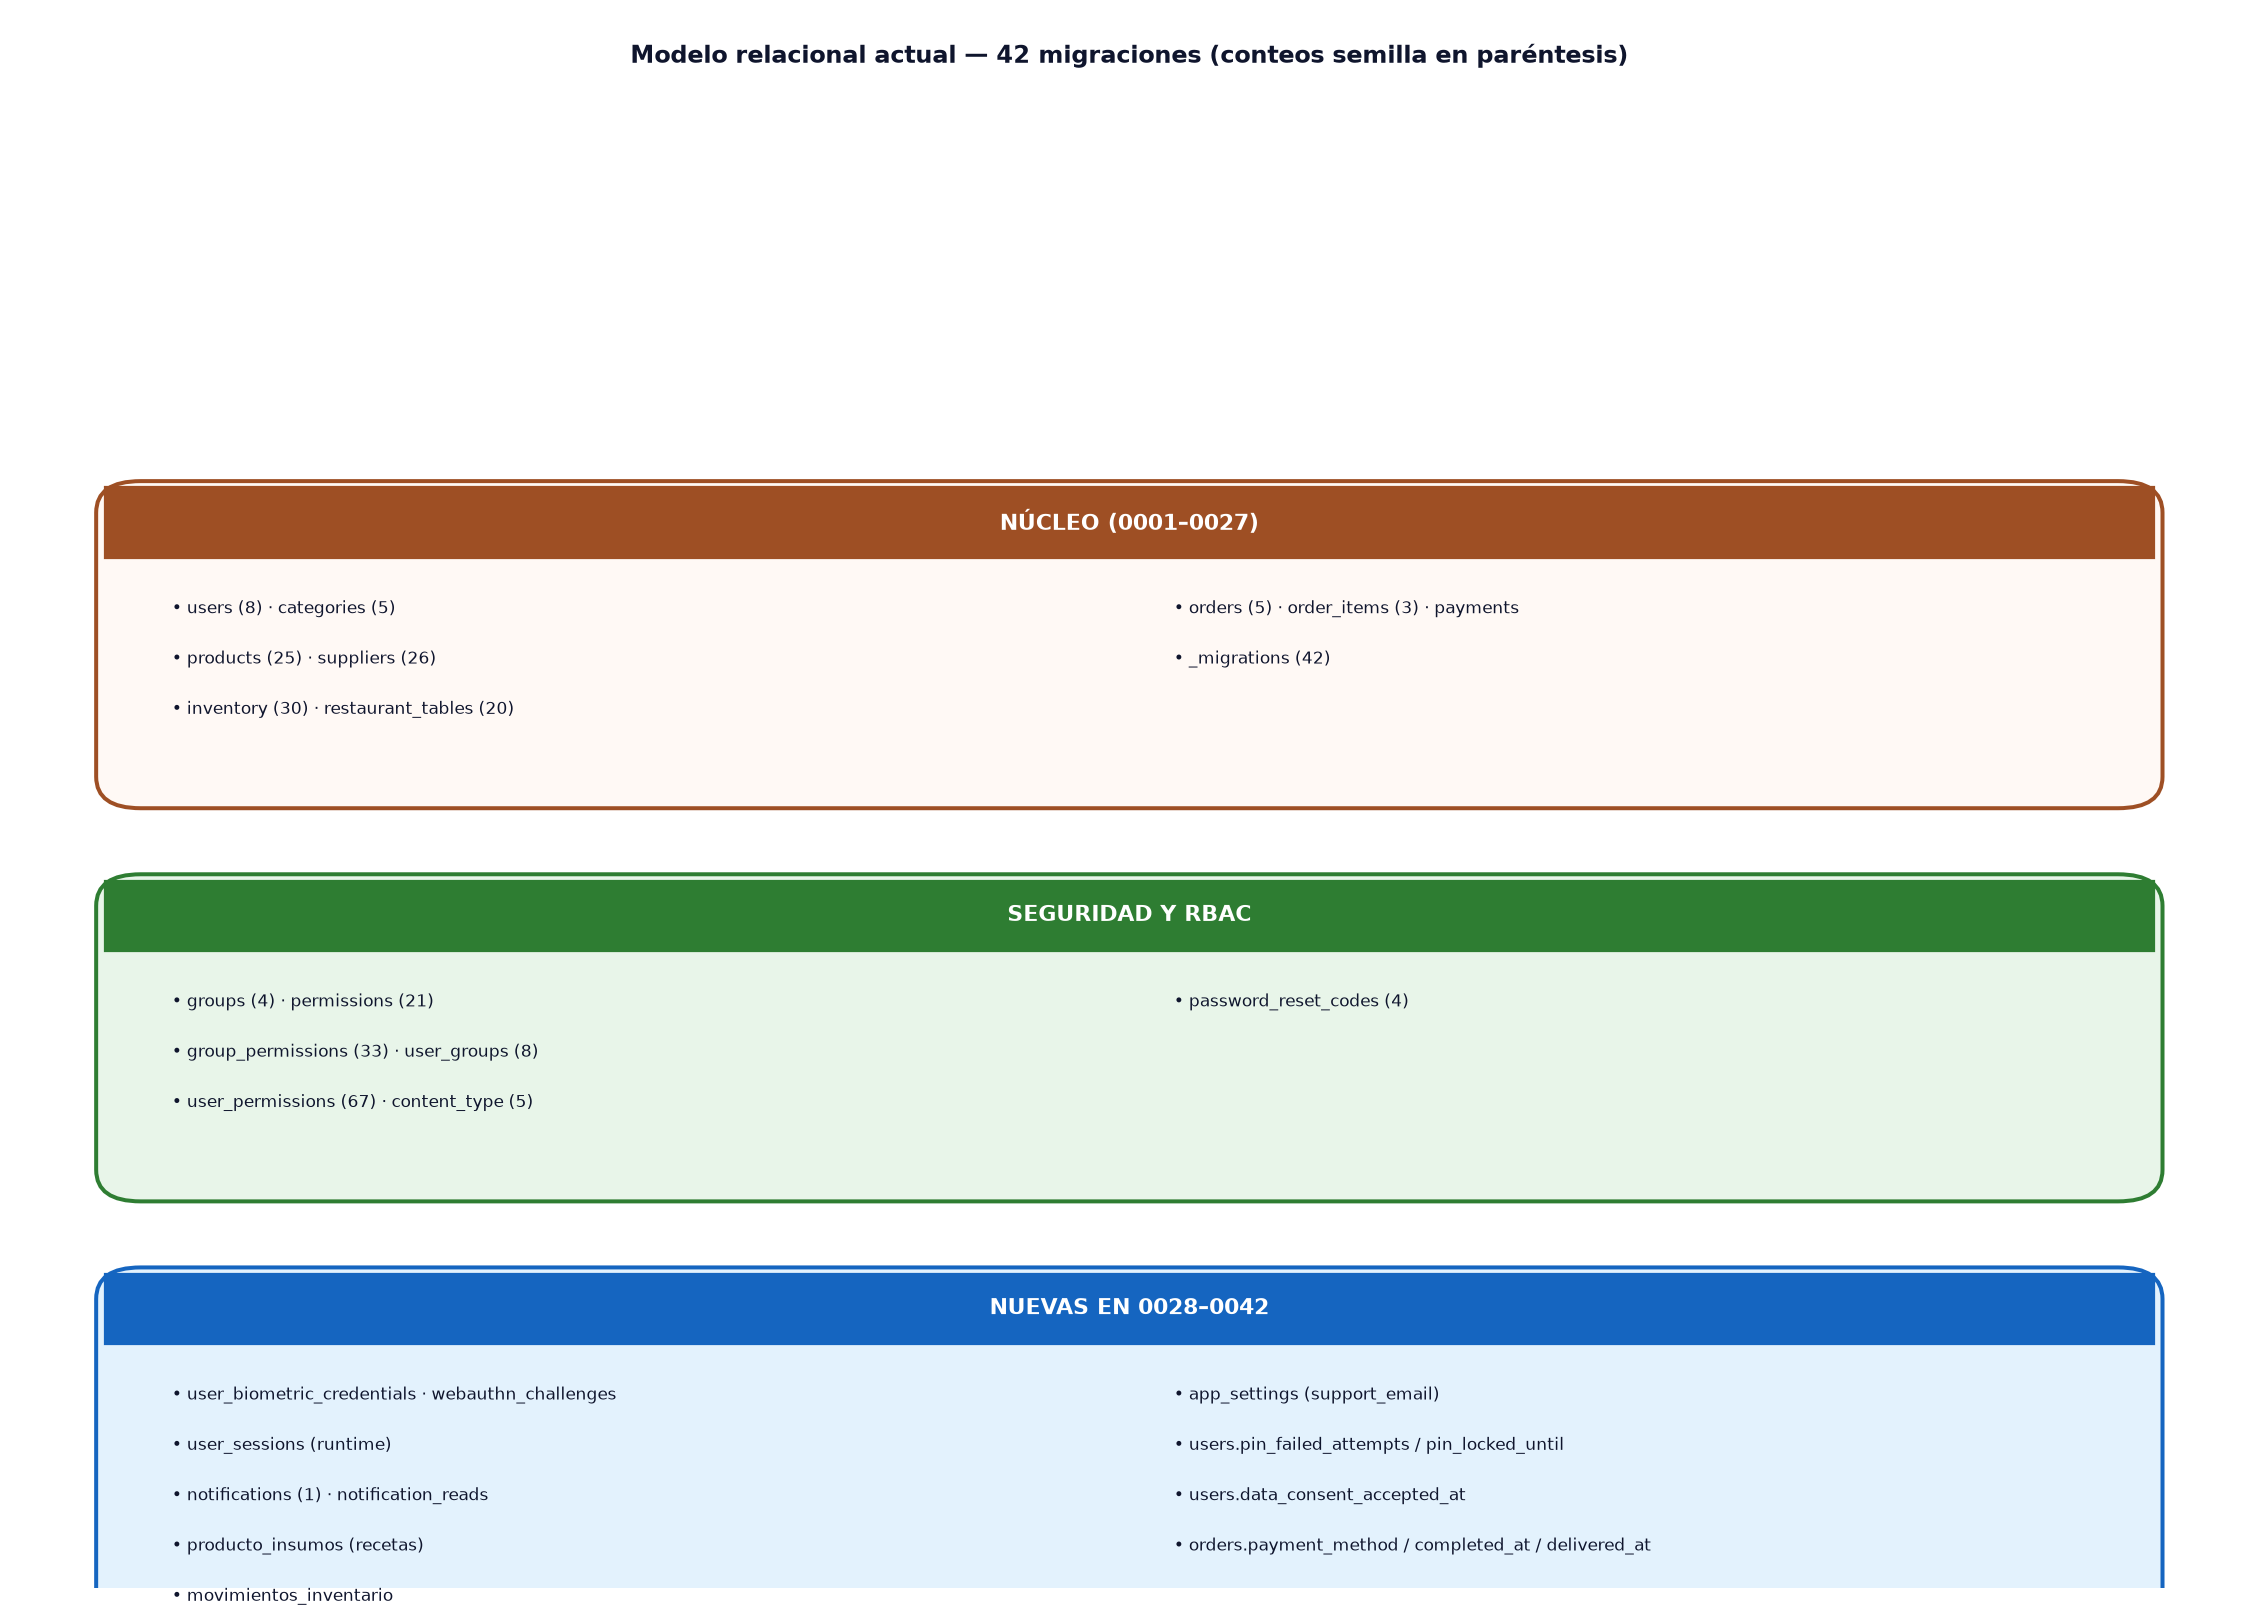 Modelo relacional actual — 42 migraciones (conteos semilla en paréntesis)
NÚCLEO (0001–0027)
• users (8) · categories (5)
• products (25) · suppliers (26)
• inventory (30) · restaurant_tables (20)
• orders (5) · order_items (3) · payments
• _migrations (42)
SEGURIDAD Y RBAC
• groups (4) · permissions (21)
• group_permissions (33) · user_groups (8)
• user_permissions (67) · content_type (5)
• password_reset_codes (4)
NUEVAS EN 0028–0042
• user_biometric_credentials · webauthn_challenges
• user_sessions (runtime)
• notifications (1) · notification_reads
• producto_insumos (recetas)
• movimientos_inventario
• app_settings (support_email)
• users.pin_failed_attempts / pin_locked_until
• users.data_consent_accepted_at
• orders.payment_method / completed_at / delivered_at